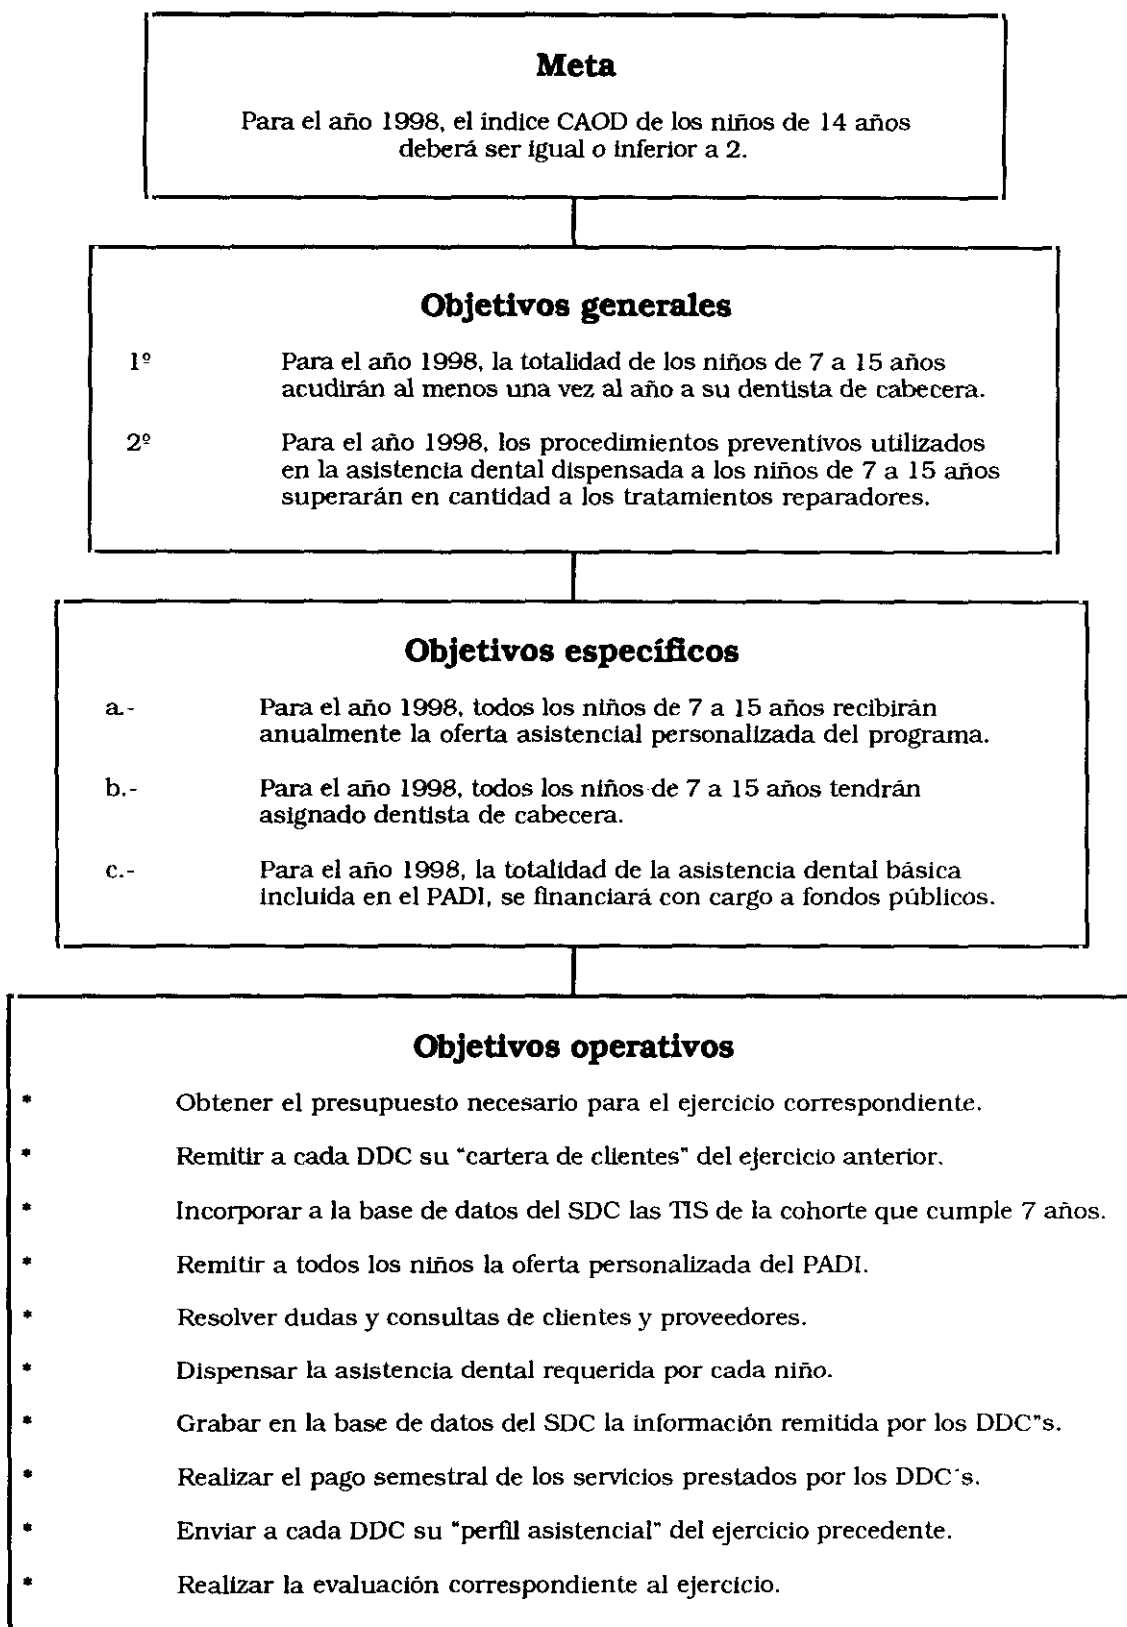 Meta
Para el año 1998, el índice CAOD de los niños de 14 años
deberá ser igual o inferior a 2.
Objetivos generales
1º Para el año 1998, la totalidad de los niños de 7 a 15 años
acudirán al menos una vez al año a su dentista de cabecera.
2º Para el año 1998, los procedimientos preventivos utilizados
en la asistencia dental dispensada a los niños de 7 a 15 años
superarán en cantidad a los tratamientos reparadores.
Objetivos específicos
a.- Para el año 1998, todos los niños de 7 a 15 años recibirán
anualmente la oferta asistencial personalizada del programa.
b.- Para el año 1998, todos los niños de 7 a 15 años tendrán
asignado dentista de cabecera.
c.- Para el año 1998, la totalidad de la asistencia dental básica
incluida en el PADI, se financiará con cargo a fondos públicos.
Objetivos operativos
* Obtener el presupuesto necesario para el ejercicio correspondiente.
* Remitir a cada DDC su "cartera de clientes" del ejercicio anterior.
* Incorporar a la base de datos del SDC las TIS de la cohorte que cumple 7 años.
* Remitir a todos los niños la oferta personalizada del PADI.
* Resolver dudas y consultas de clientes y proveedores.
* Dispensar la asistencia dental requerida por cada niño.
* Grabar en la base de datos del SDC la información remitida por los DDC"s.
* Realizar el pago semestral de los servicios prestados por los DDC´s.
* Enviar a cada DDC su "perfil asistencial" del ejercicio precedente.
* Realizar la evaluación correspondiente al ejercicio.